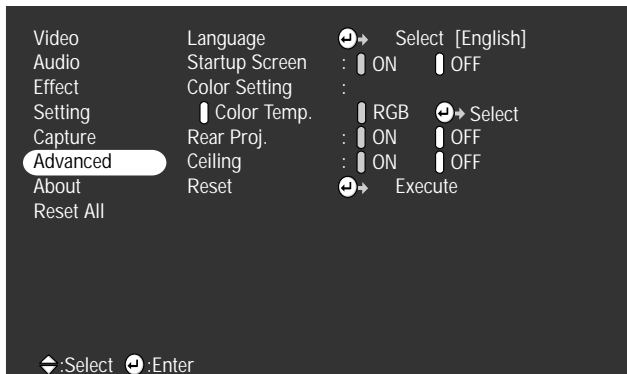 Video Language Select [English]
Audio Startup Screen : ON OFF
Effect Color Setting :
Setting Color Temp. RGB Select
Capture Rear Proj. : ON OFF
Advanced Ceiling : ON OFF
About Reset Execute
Reset All
:Select :Enter